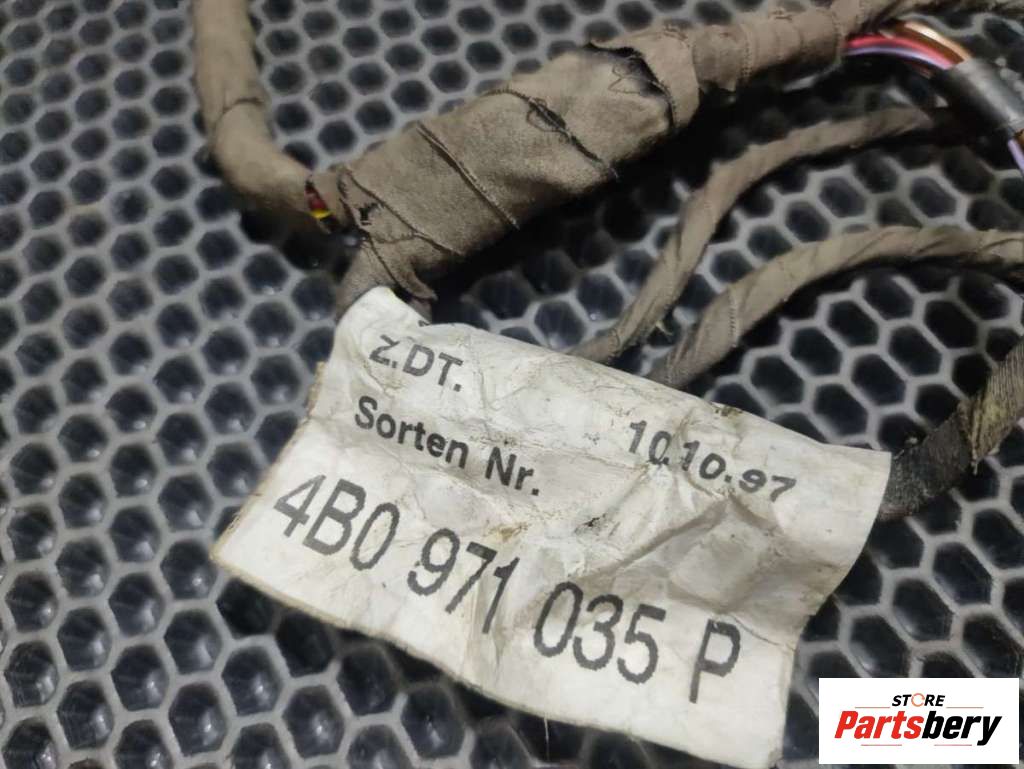 Z.DT. 10.10.97
Sorten Nr.
4B0 971 035 P
STORE
Partsbery